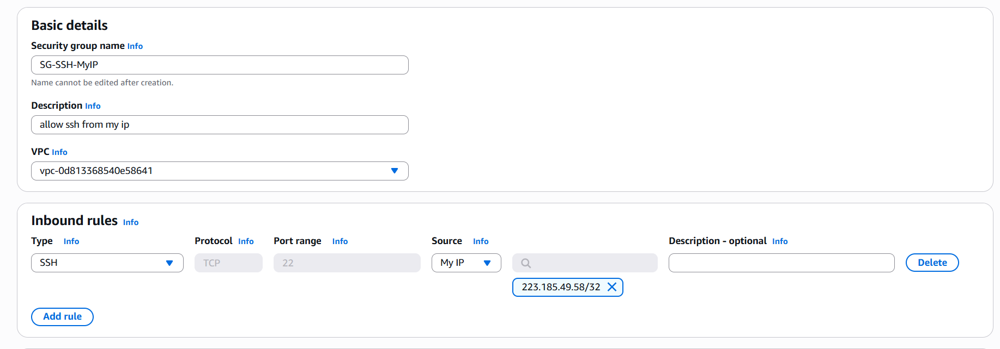 Basic details
Security group name Info
SG-SSH-MyIP
Name cannot be edited after creation.
Description Info
allow ssh from my ip
VPC Info
vpc-0d813368540e58641
Inbound rules Info
Type Info Protocol Info Port range Info Source Info Description - optional Info
SSH TCP 22 My IP Delete
223.185.49.58/32
Add rule